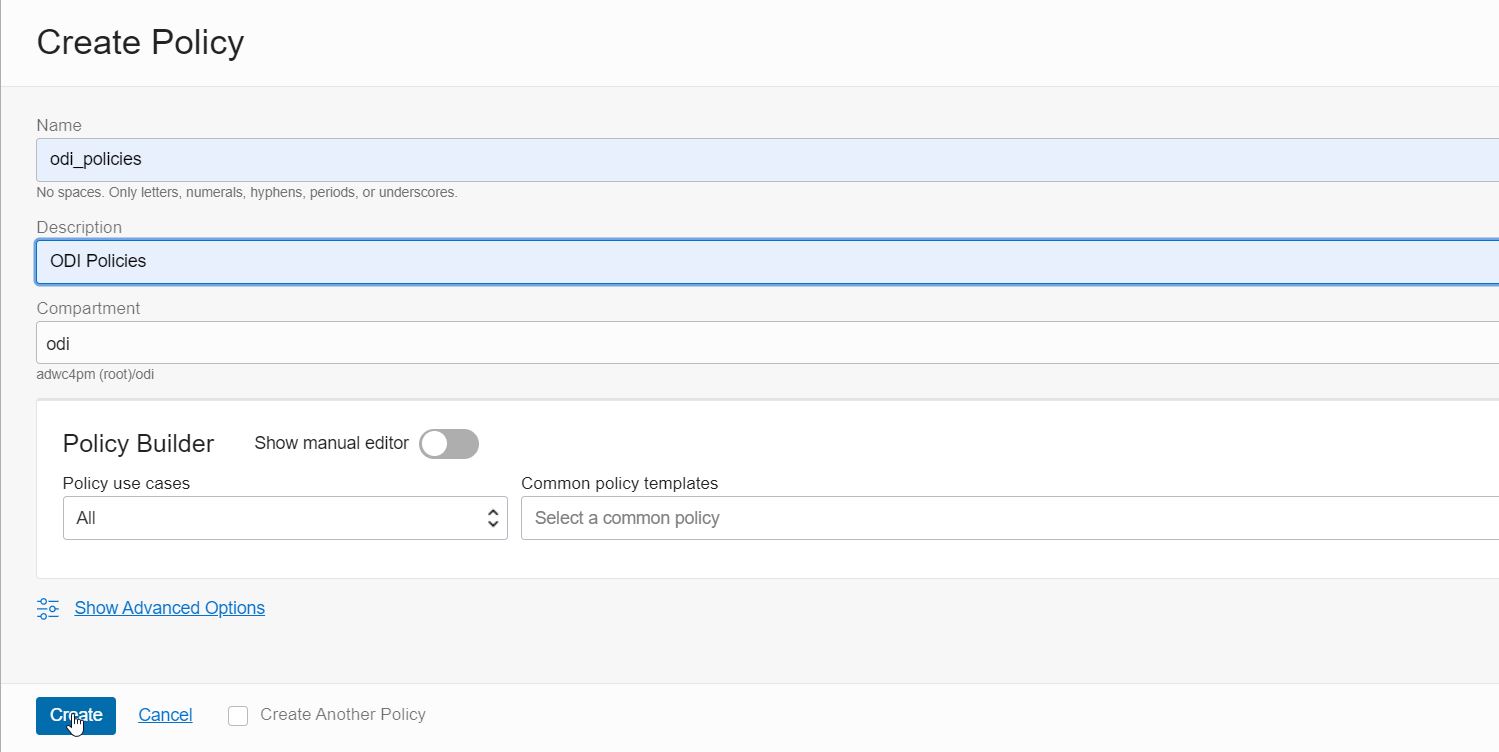 Create Policy
Name
odi_policies
No spaces. Only letters, numerals, hyphens, periods, or underscores.
Description
ODI Policies
Compartment
odi
adwc4pm (root)/odi
Policy Builder Show manual editor
Policy use cases Common policy templates
All Select a common policy
Show Advanced Options
Create Cancel Create Another Policy